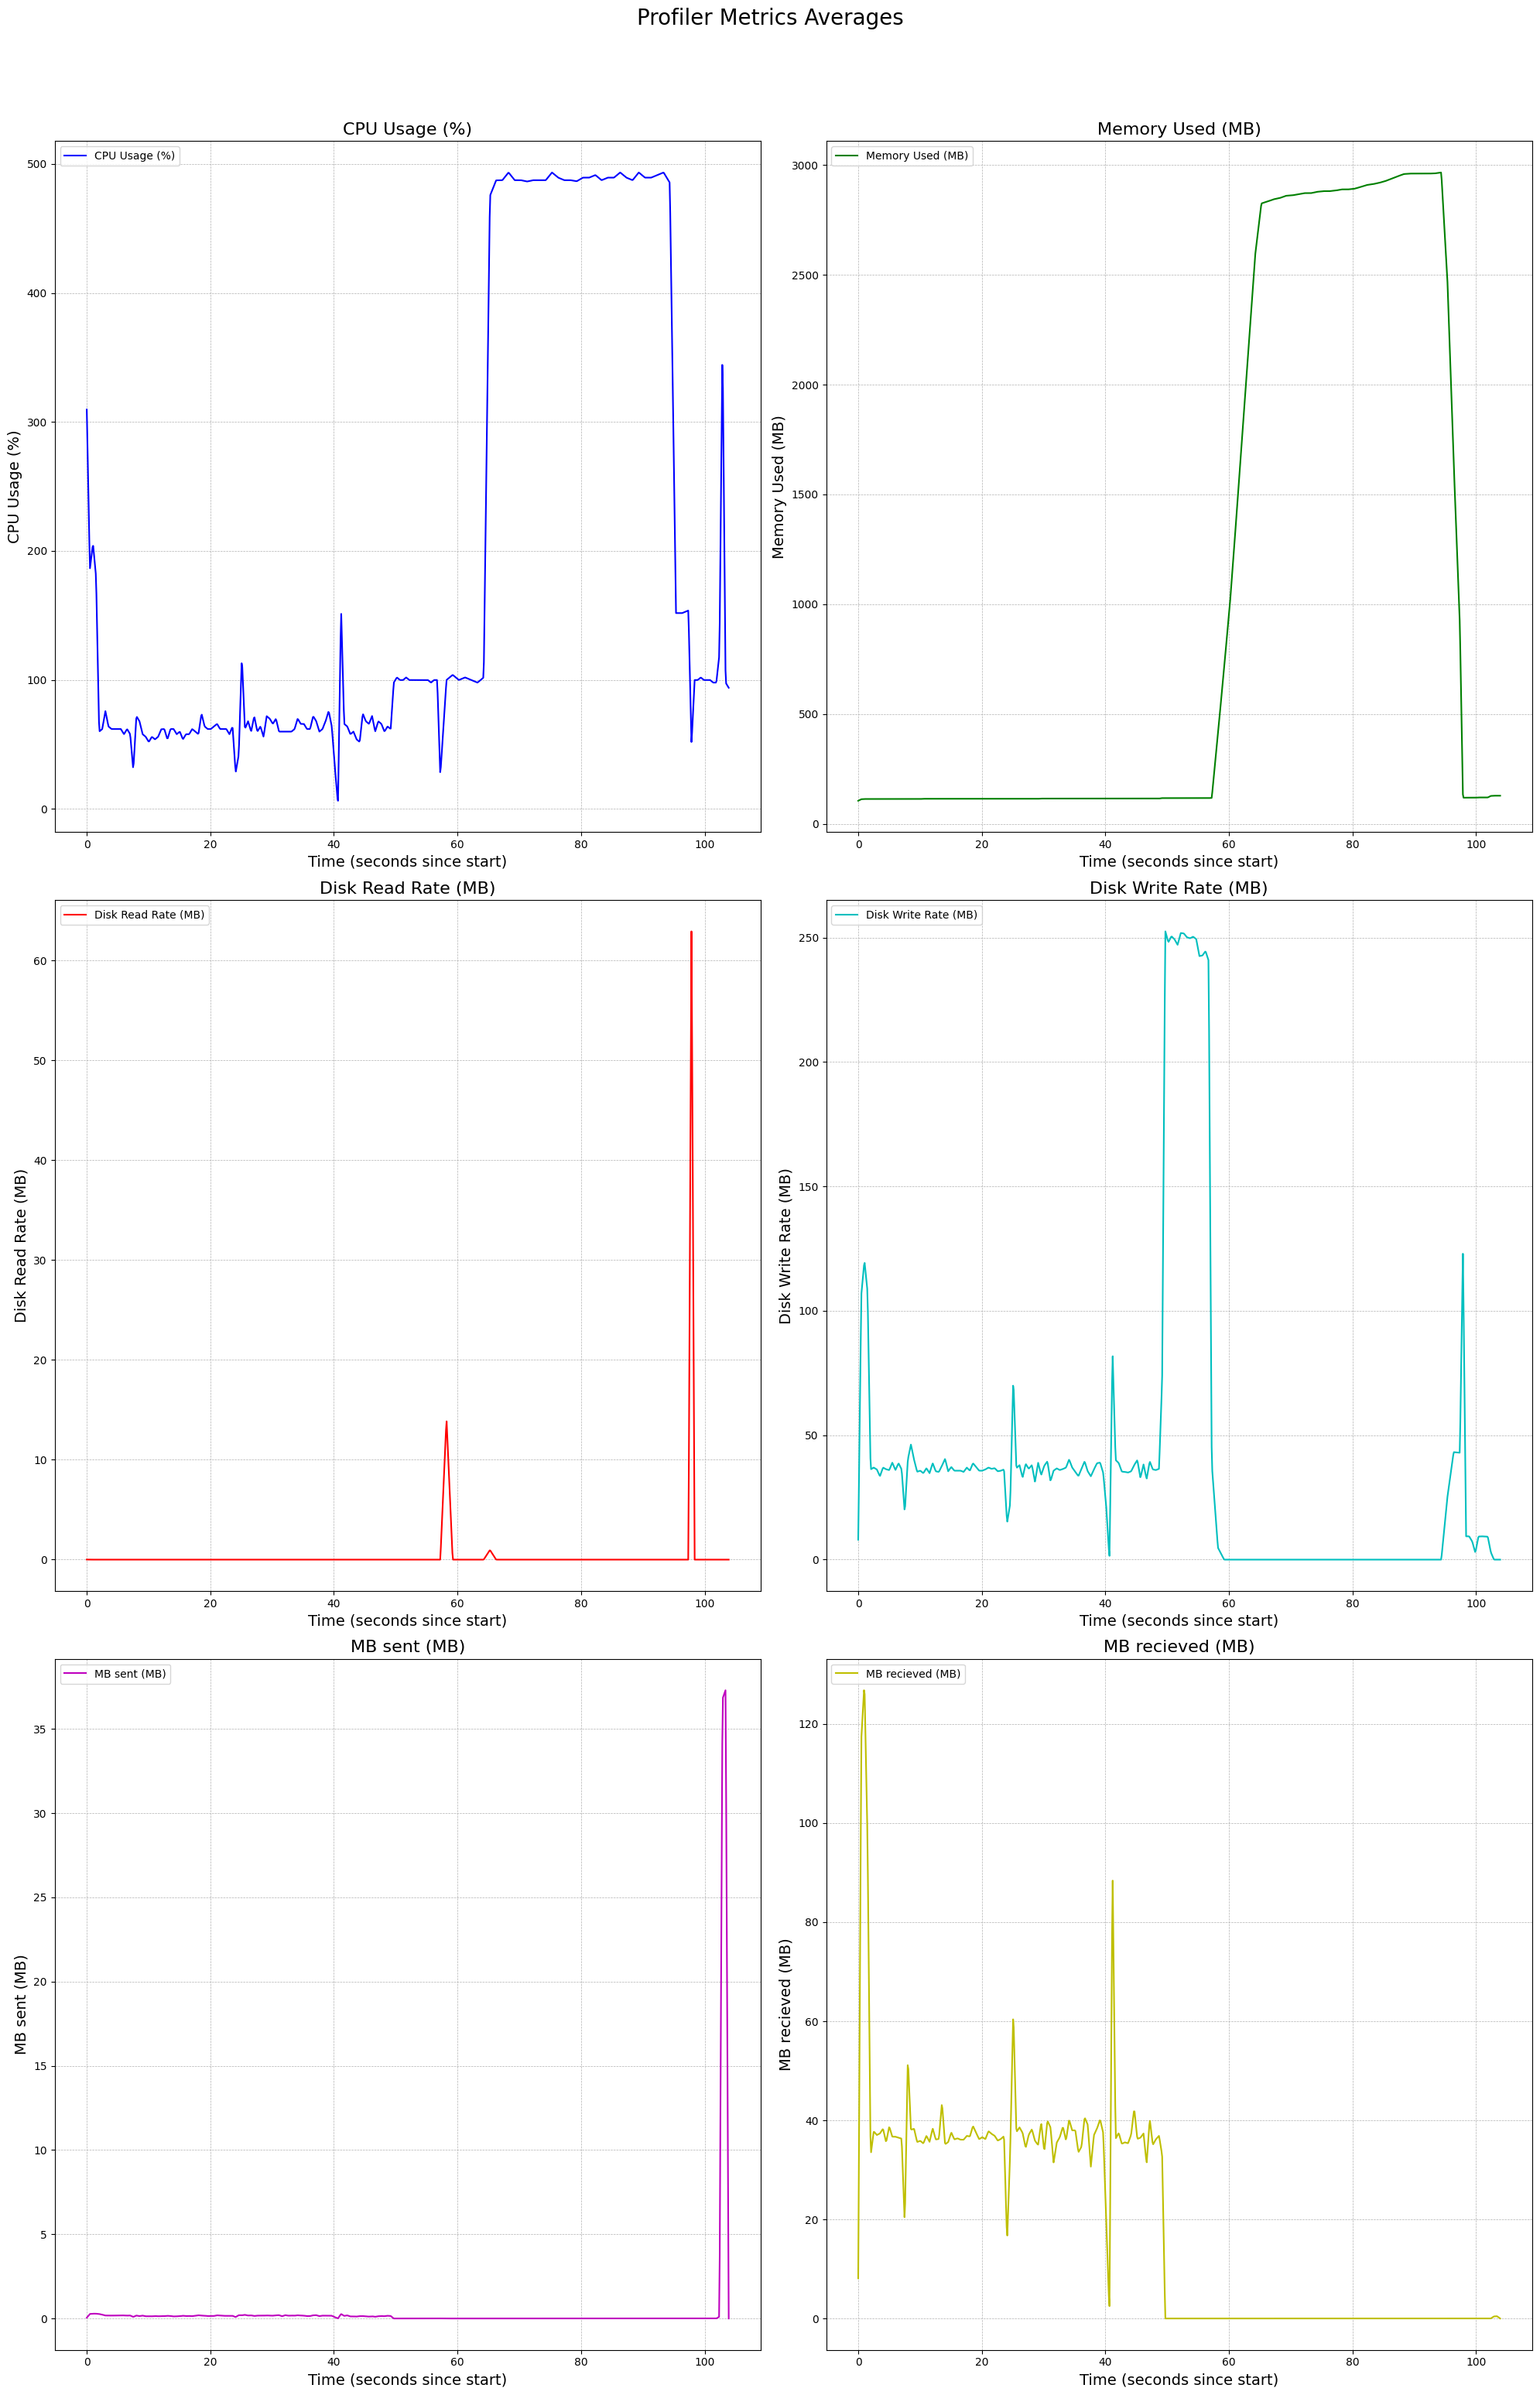 Profiler Metrics Averages
CPU Usage (%)
CPU Usage (%)
CPU Usage (%)
500
400
300
200
100
0
0 20 40 60 80 100
Time (seconds since start)
Memory Used (MB)
Memory Used (MB)
Memory Used (MB)
3000
2500
2000
1500
1000
500
0
0 20 40 60 80 100
Time (seconds since start)
Disk Read Rate (MB)
Disk Read Rate (MB)
Disk Read Rate (MB)
60
50
40
30
20
10
0
0 20 40 60 80 100
Time (seconds since start)
Disk Write Rate (MB)
Disk Write Rate (MB)
Disk Write Rate (MB)
250
200
150
100
50
0
0 20 40 60 80 100
Time (seconds since start)
MB sent (MB)
MB sent (MB)
MB sent (MB)
35
30
25
20
15
10
5
0
0 20 40 60 80 100
Time (seconds since start)
MB recieved (MB)
MB recieved (MB)
MB recieved (MB)
120
100
80
60
40
20
0
0 20 40 60 80 100
Time (seconds since start)